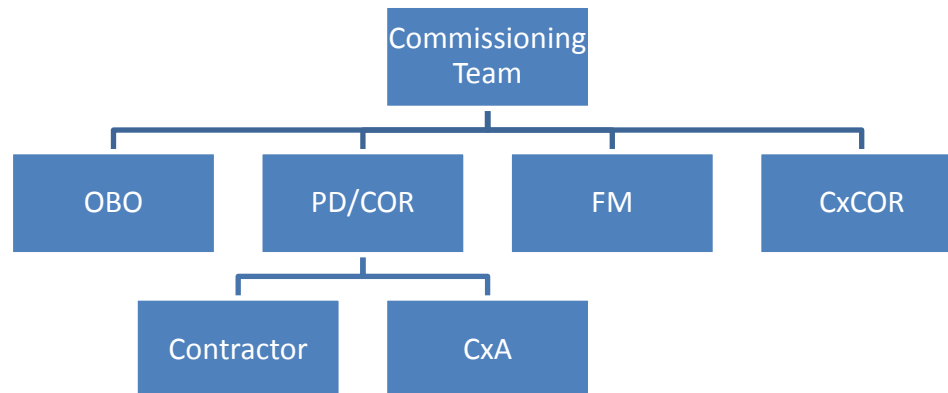 Commissioning
Team
OBO
PD/COR
FM
CxCOR
Contractor
CxA